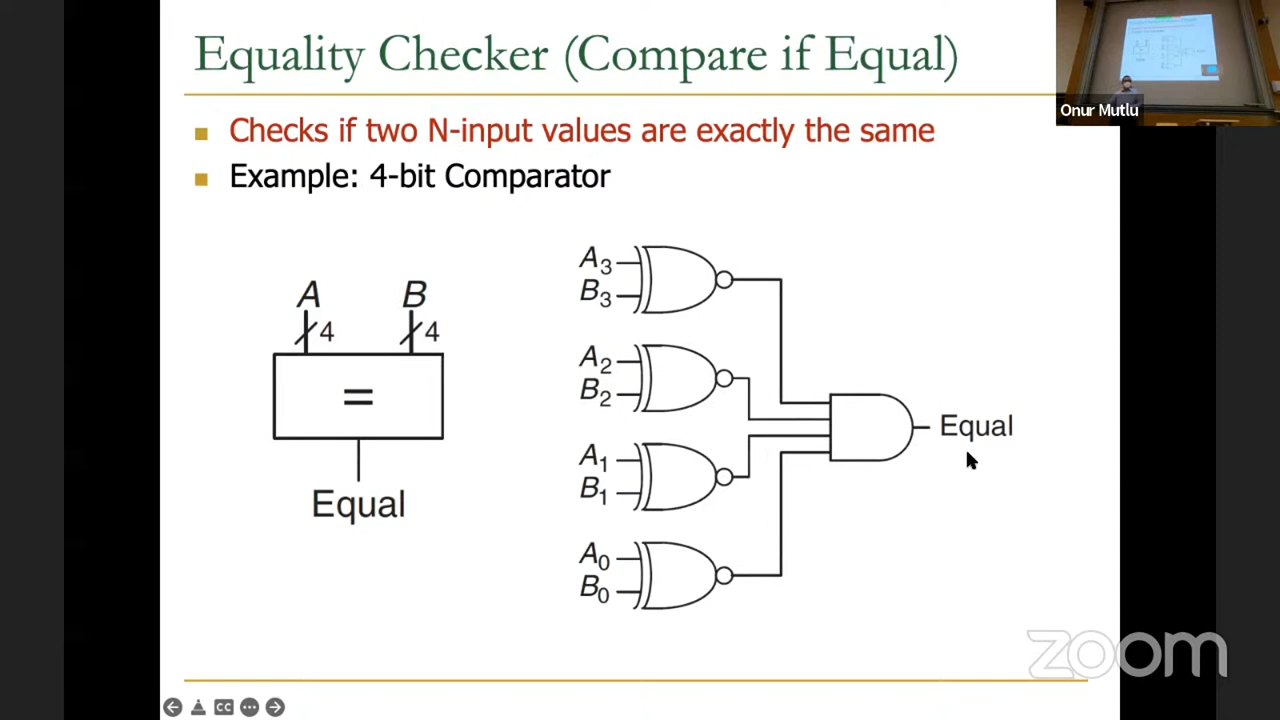 Equality Checker (Compare if Equal)
Onur Mutlu
Checks if two N-input values are exactly the same
Example: 4-bit Comparator
A B
4 4
=
Equal
A3
B3
A2
B2
A1
B1
A0
B0
Equal
zoom
CC